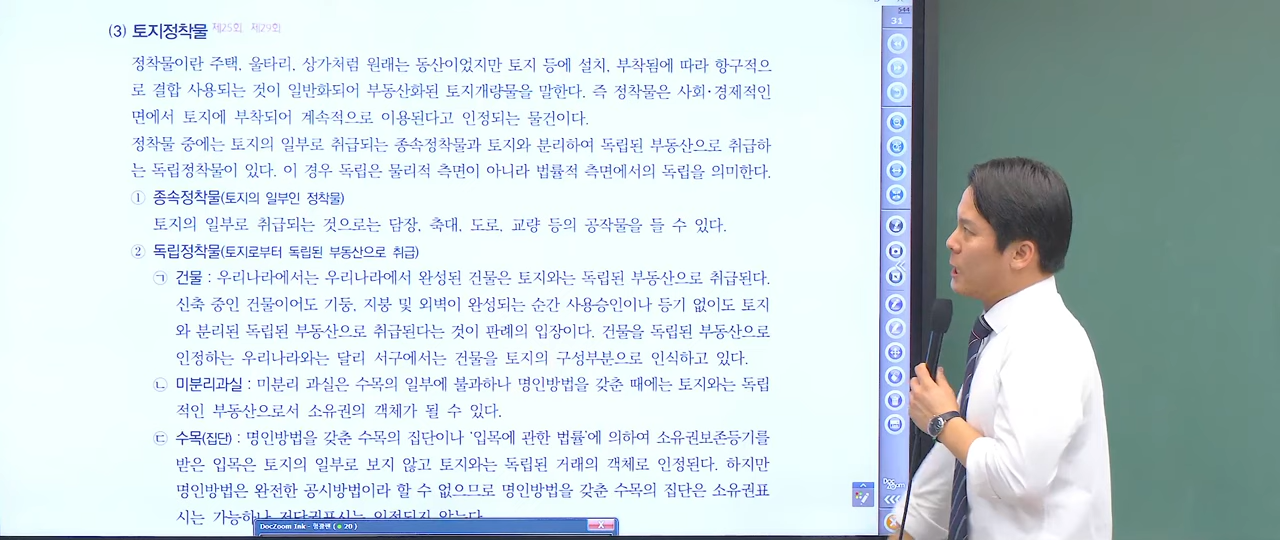 (3) 토지정착물 제25회 제29회
정착물이란 주택, 울타리, 상가처럼 원래는 동산이었지만 토지 등에 설치, 부착됨에 따라 항구적으
로 결합 사용되는 것이 일반화되어 부동산화된 토지개량물을 말한다. 즉 정착물은 사회·경제적인
면에서 토지에 부착되어 계속적으로 이용된다고 인정되는 물건이다.
정착물 중에는 토지의 일부로 취급되는 종속정착물과 토지와 분리하여 독립된 부동산으로 취급하
는 독립정착물이 있다. 이 경우 독립은 물리적 측면이 아니라 법률적 측면에서의 독립을 의미한다.
① 종속정착물(토지의 일부인 정착물)
토지의 일부로 취급되는 것으로는 담장, 축대, 도로, 교량 등의 공작물을 들 수 있다.
② 독립정착물(토지로부터 독립된 부동산으로 취급)
㉠ 건물 : 우리나라에서는 우리나라에서 완성된 건물은 토지와는 독립된 부동산으로 취급된다.
신축 중인 건물이어도 기둥, 지붕 및 외벽이 완성되는 순간 사용승인이나 등기 없이도 토지
와 분리된 독립된 부동산으로 취급된다는 것이 판례의 입장이다. 건물을 독립된 부동산으로
인정하는 우리나라와는 달리 서구에서는 건물을 토지의 구성부분으로 인식하고 있다.
㉡ 미분리과실 : 미분리 과실은 수목의 일부에 불과하나 명인방법을 갖춘 때에는 토지와는 독립
적인 부동산으로서 소유권의 객체가 될 수 있다.
㉢ 수목(집단) : 명인방법을 갖춘 수목의 집단이나 '입목에 관한 법률'에 의하여 소유권보존등기를
받은 입목은 토지의 일부로 보지 않고 토지와는 독립된 거래의 객체로 인정된다. 하지만
명인방법은 완전한 공시방법이라 할 수 없으므로 명인방법을 갖춘 수목의 집단은 소유권표
시는 가능하나 저당권표시는 인정되지 않는다
DocZoom Ink - 형광펜 ( 20 )
544
31